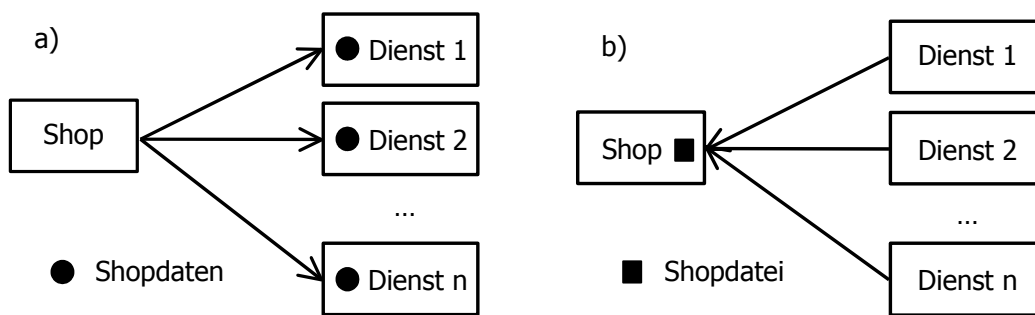 a)
Shop
Dienst 1
Dienst 2
...
Dienst n
Shopdaten
b)
Shop
Dienst 1
Dienst 2
...
Dienst n
Shopdatei